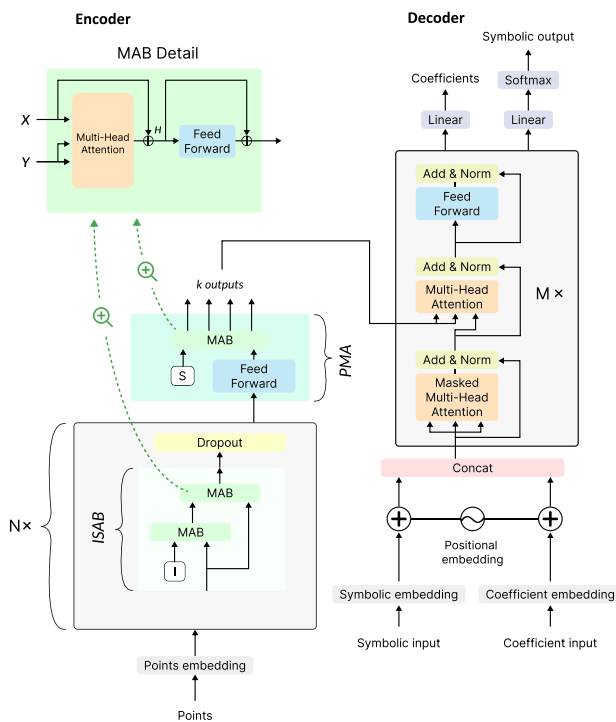 Encoder
MAB Detail
X
Y
Multi-Head
Attention
H
Feed
Forward
k outputs
MAB
S
Feed
Forward
PMA
Dropout
MAB
MAB
I
ISAB
N×
Points embedding
Points
Decoder
Symbolic output
Coefficients
Softmax
Linear
Linear
Add & Norm
Feed
Forward
Add & Norm
Multi-Head
Attention
M ×
Add & Norm
Masked
Multi-Head
Attention
Concat
Positional
embedding
Symbolic embedding
Coefficient embedding
Symbolic input
Coefficient input